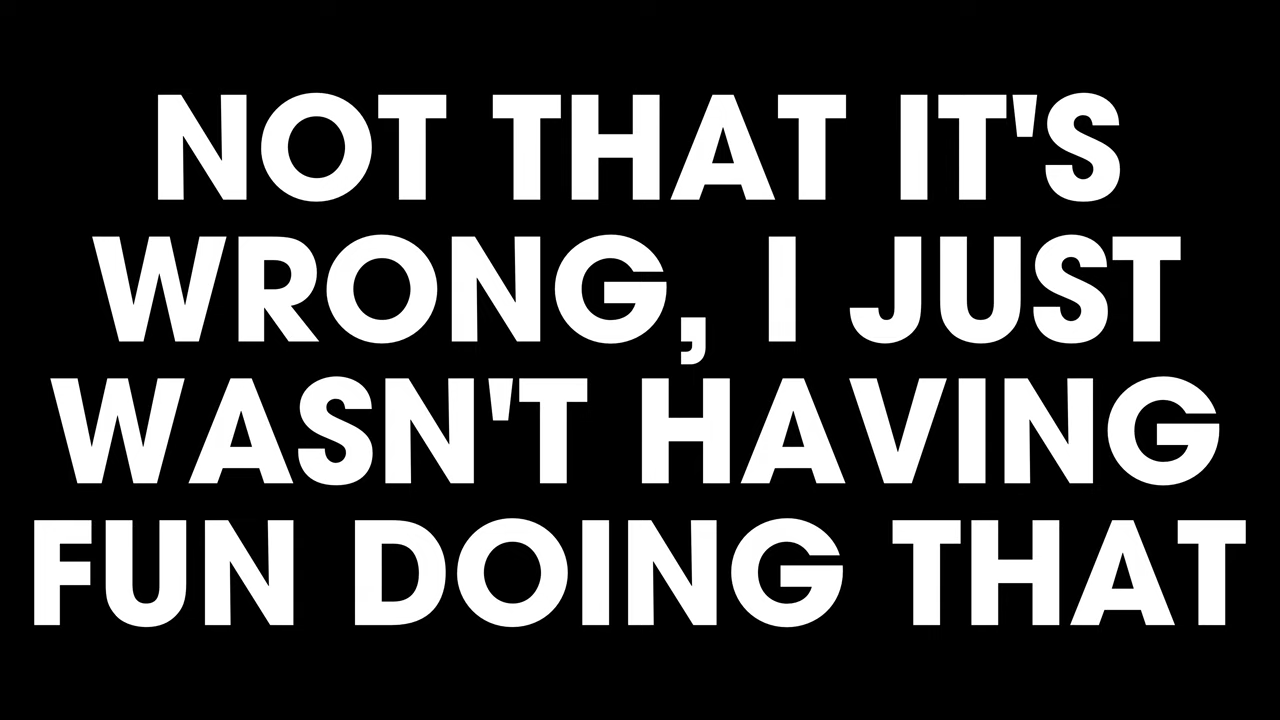 NOT THAT IT'S
WRONG, I JUST
WASN'T HAVING
FUN DOING THAT